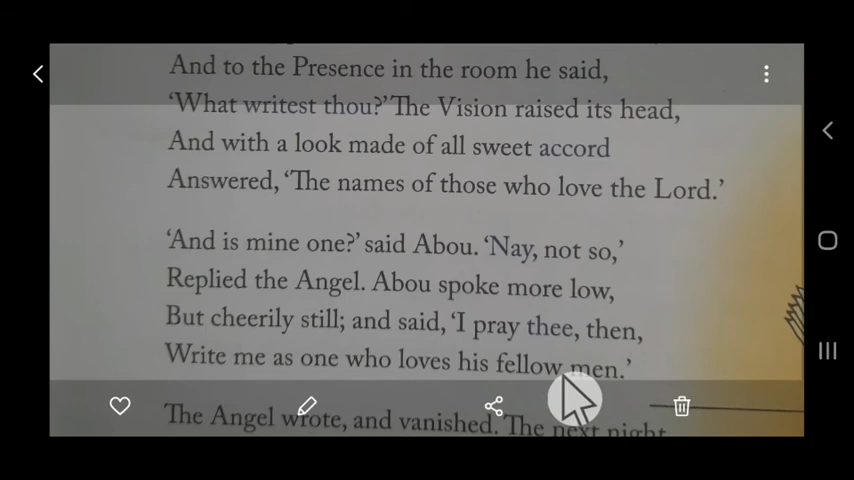 And to the Presence in the room he said,
‘What writest thou?’ The Vision raised its head,
And with a look made of all sweet accord
Answered, ‘The names of those who love the Lord.’
‘And is mine one?’ said Abou. ‘Nay, not so,’
Replied the Angel. Abou spoke more low,
But cheerily still; and said, ‘I pray thee, then,
Write me as one who loves his fellow men.’
The Angel wrote, and vanished. The next night